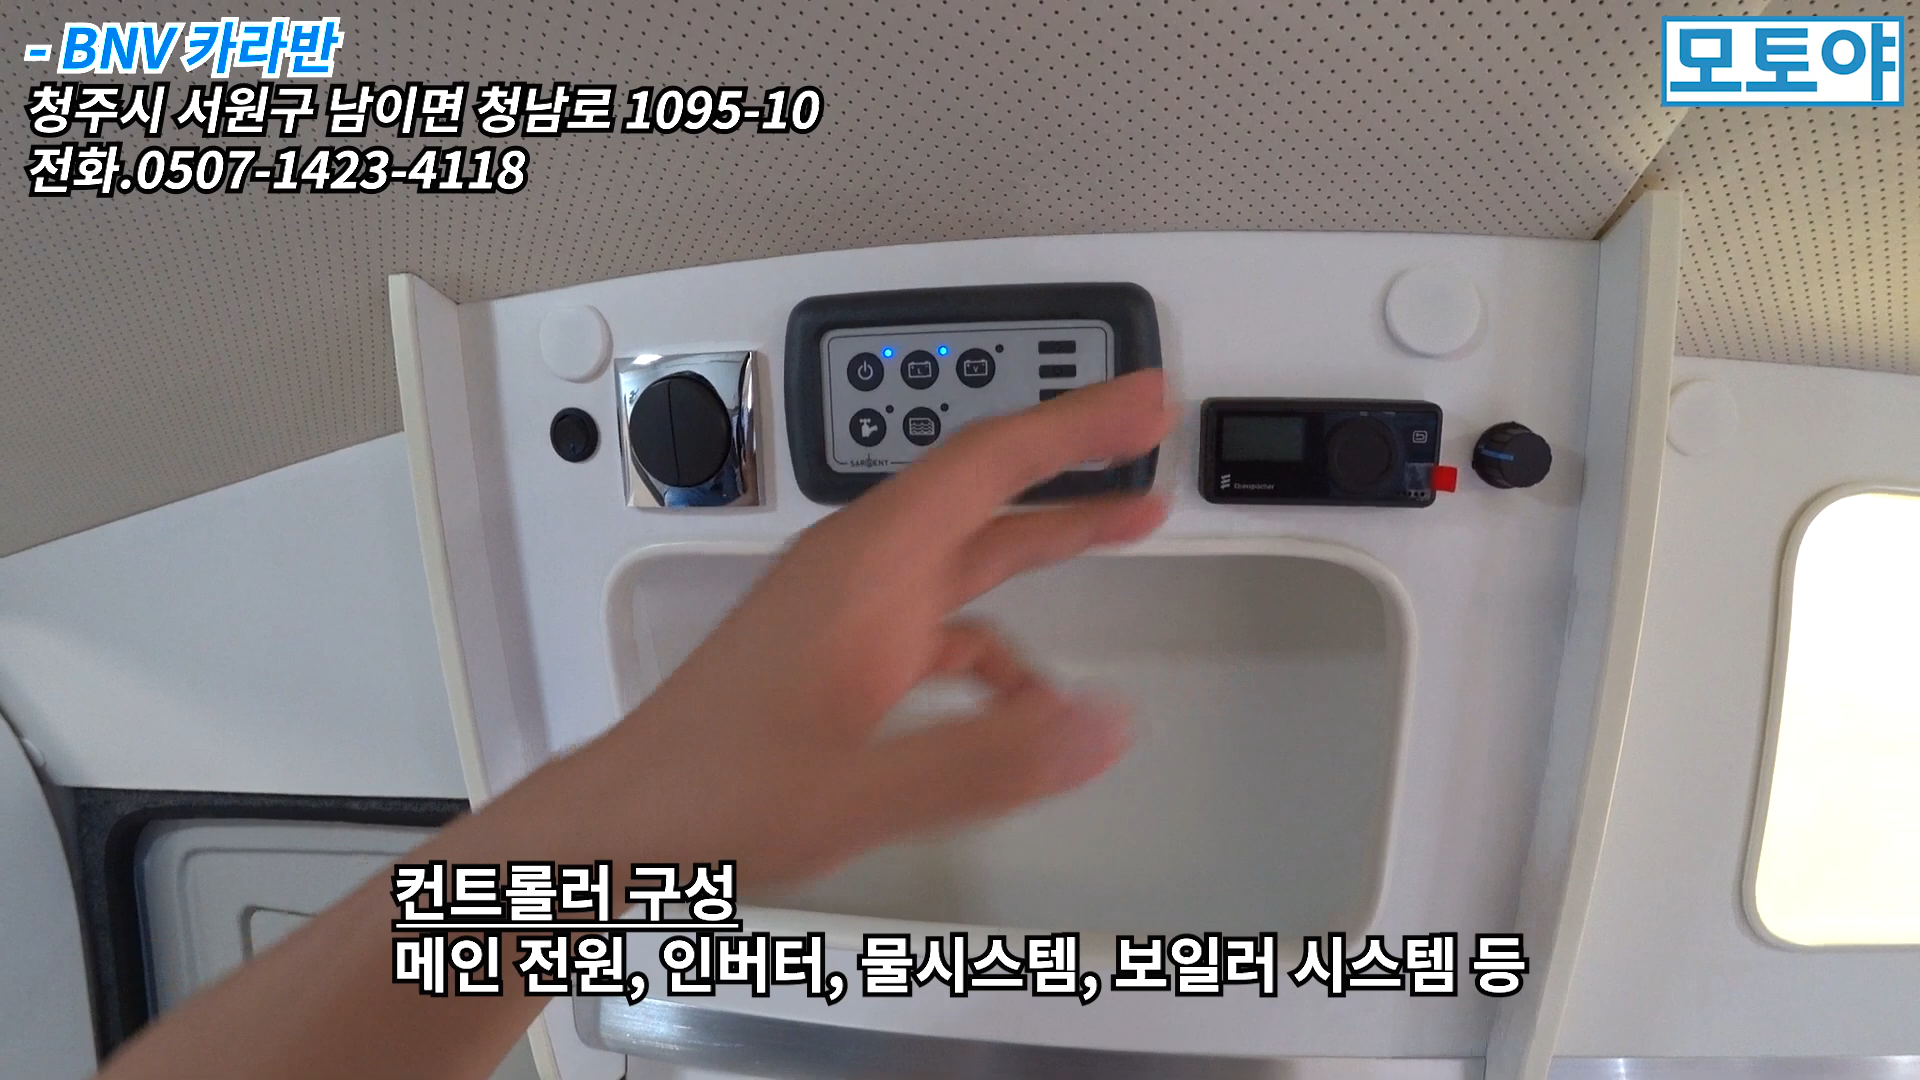 - BNV 카라반
청주시 서원구 남이면 청남로 1095-10
전화.0507-1423-4118
모토야
L
V
SARGENT
Eberspächer
컨트롤러 구성
메인 전원, 인버터, 물시스템, 보일러 시스템 등